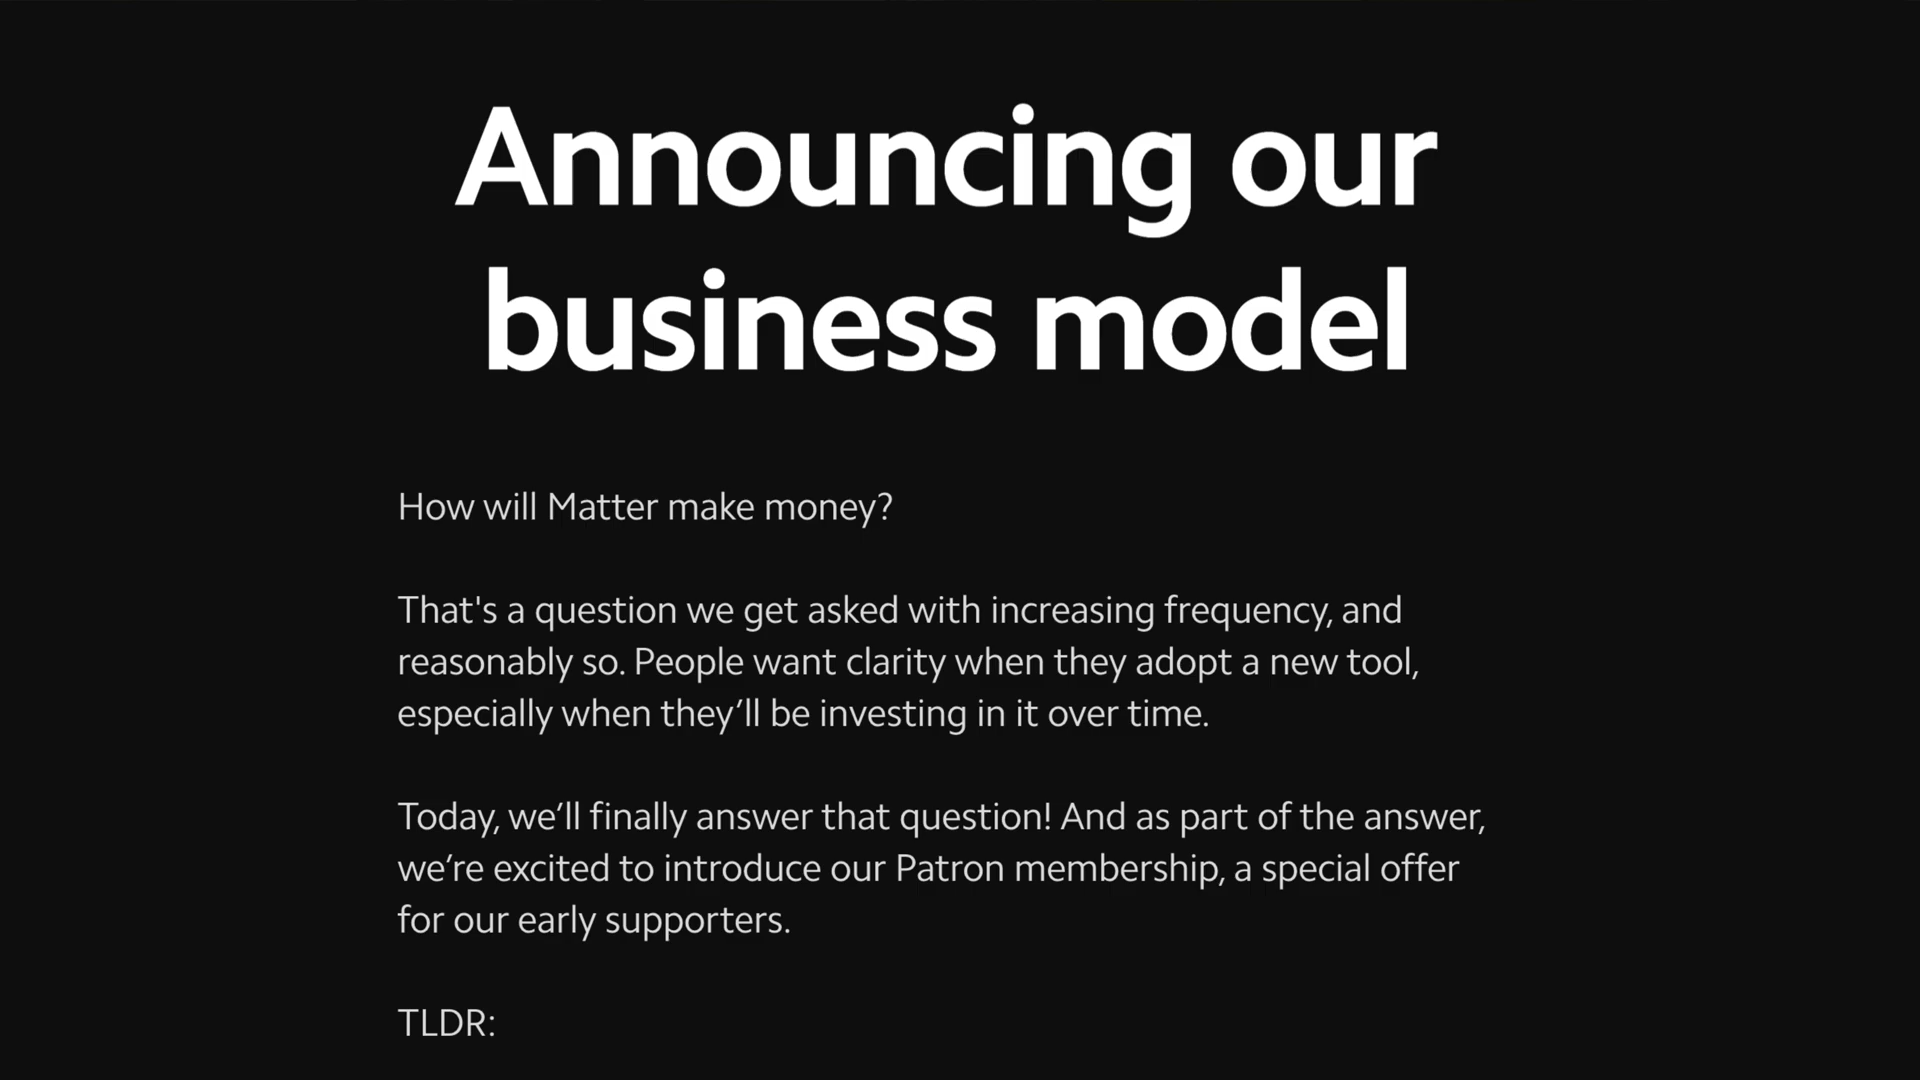 Announcing our
business model
How will Matter make money?
That's a question we get asked with increasing frequency, and
reasonably so. People want clarity when they adopt a new tool,
especially when they’ll be investing in it over time.
Today, we’ll finally answer that question! And as part of the answer,
we’re excited to introduce our Patron membership, a special offer
for our early supporters.
TLDR: